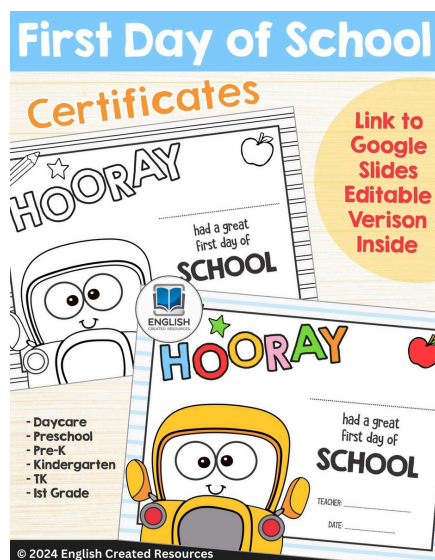 First Day of School
Certificates
Link to
Google
Slides
Editable
Verison
Inside
HOORAY
had a great
first day of
SCHOOL
ENGLISH
CREATED RESOURCES
HOORAY
had a great
first day of
SCHOOL
TEACHER:
DATE:
- Daycare
- Preschool
- Pre-K
- Kindergarten
- TK
- 1st Grade
© 2024 English Created Resources